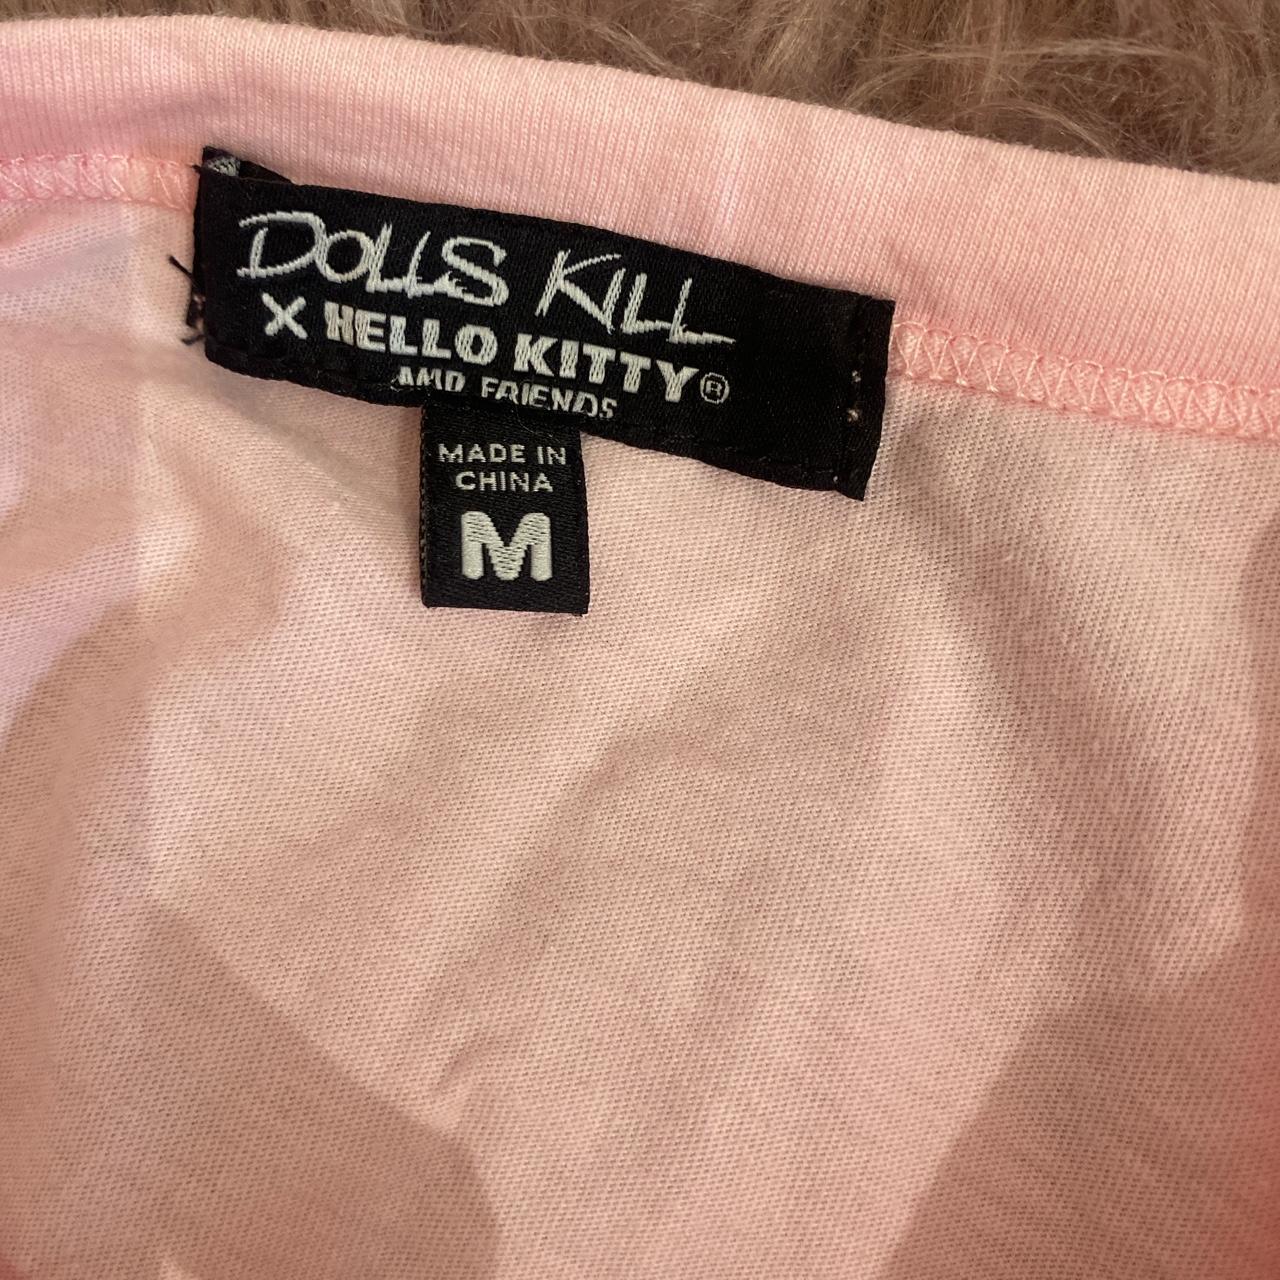 DOLLS KILL
X HELLO KITTY®
AND FRIENDS
MADE IN
CHINA
M